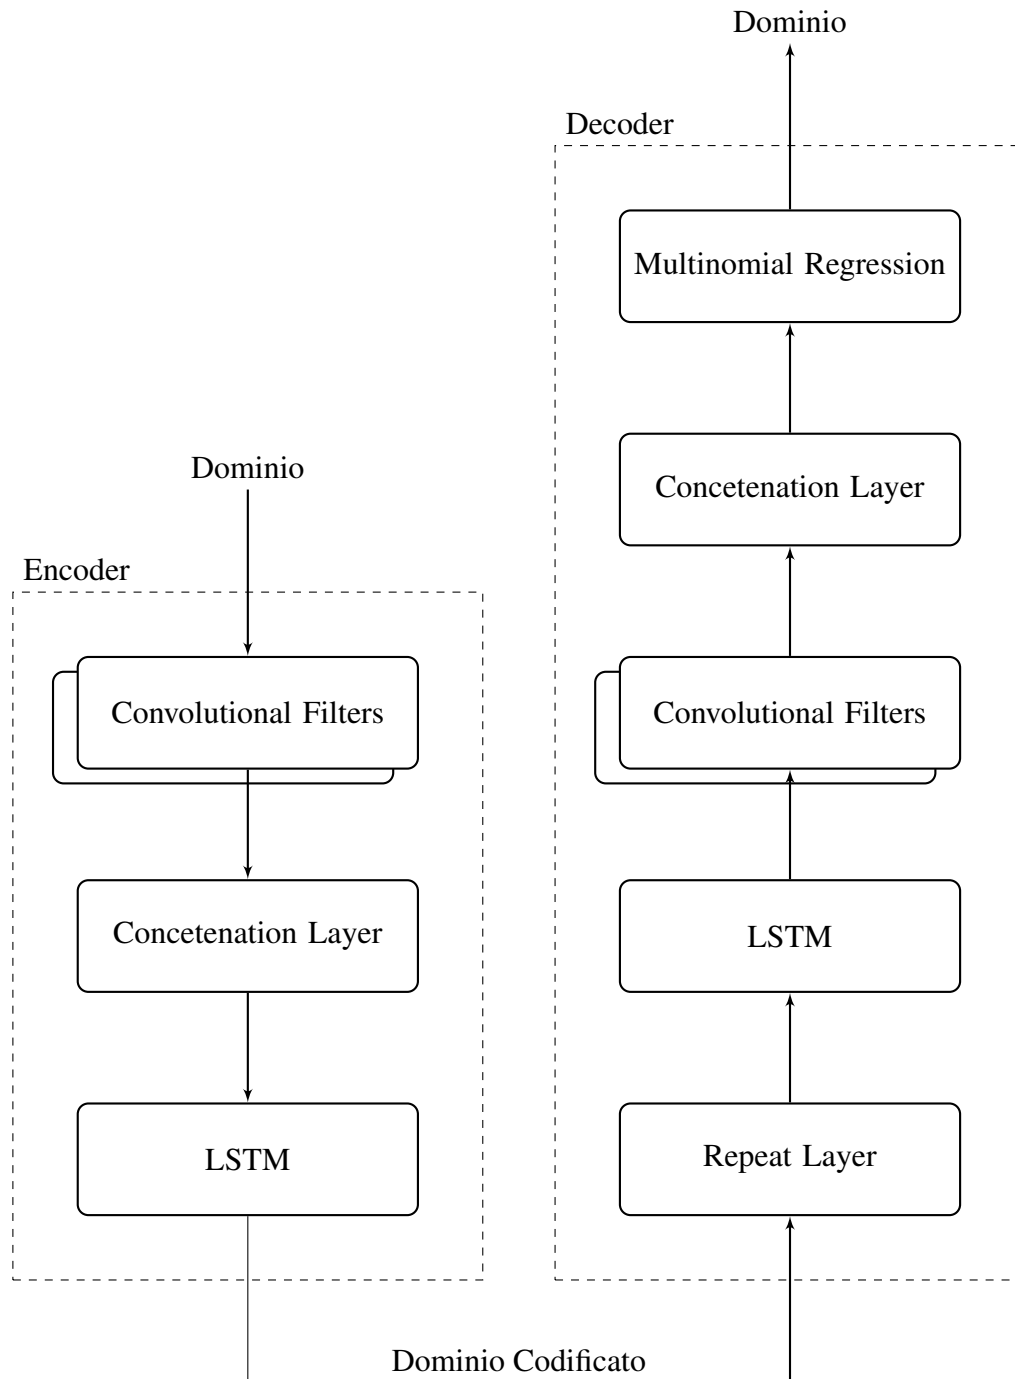 Dominio
Encoder
Convolutional Filters
Concetenation Layer
LSTM
Dominio Codificato
Dominio
Decoder
Multinomial Regression
Concetenation Layer
Convolutional Filters
LSTM
Repeat Layer